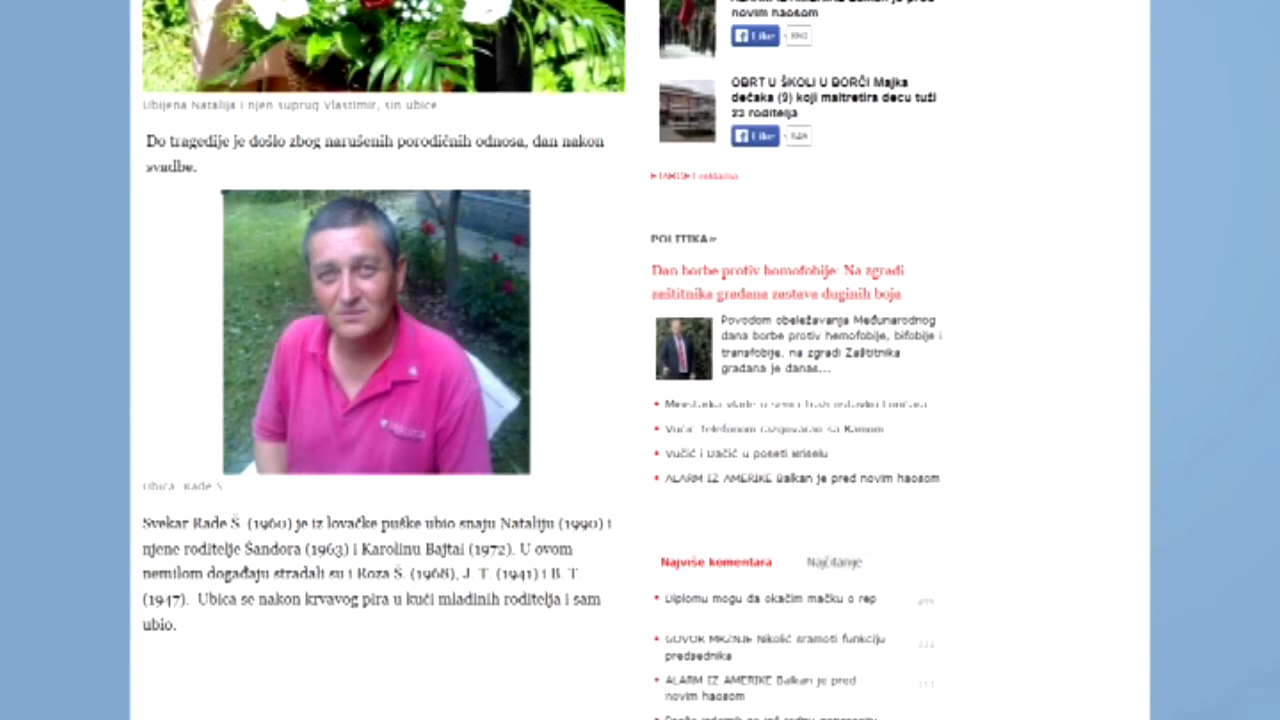 Ubijena Natalija i njen suprug Vlastimir, sin ubice
Do tragedije je došlo zbog narušenih porodičnih odnosa, dan nakon
svadbe.
Ubica Rade Š
Svekar Rade Š. (1960) je iz lovačke puške ubio snaju Nataliju (1990) i
njene roditelje Šandora (1963) i Karolinu Bajtai (1972). U ovom
nemilom događaju stradali su i Roza Š. (1968), J. T. (1941) i B. T.
(1947). Ubica se nakon krvavog pira u kući mladinih roditelja i sam
ubio.
novim haosom
Like
OBRT U ŠKOLI U BORČI Majka
dečaka (9) koji maltretira decu tuži
23 roditelja
Like
reklama
POLITIKA»
Dan borbe protiv homofobije: Na zgradi
zaštitnika građana zastava duginih boja
Povodom obeležavanja Međunarodnog
dana borbe protiv homofobije, bifobije i
transfobije, na zgradi Zaštitnika
građana je danas...
Vučić telefonom razgovarao sa Bamom
Vučić i Dačić u poseti Briselu
ALARM IZ AMERIKE Balkan je pred novim haosom
Najviše komentara Najčitanije
Diplomu mogu da okačim mačku o rep
GOVOR MRŽNJE Nikolić sramoti funkciju
predsednika
ALARM IZ AMERIKE Balkan je pred
novim haosom